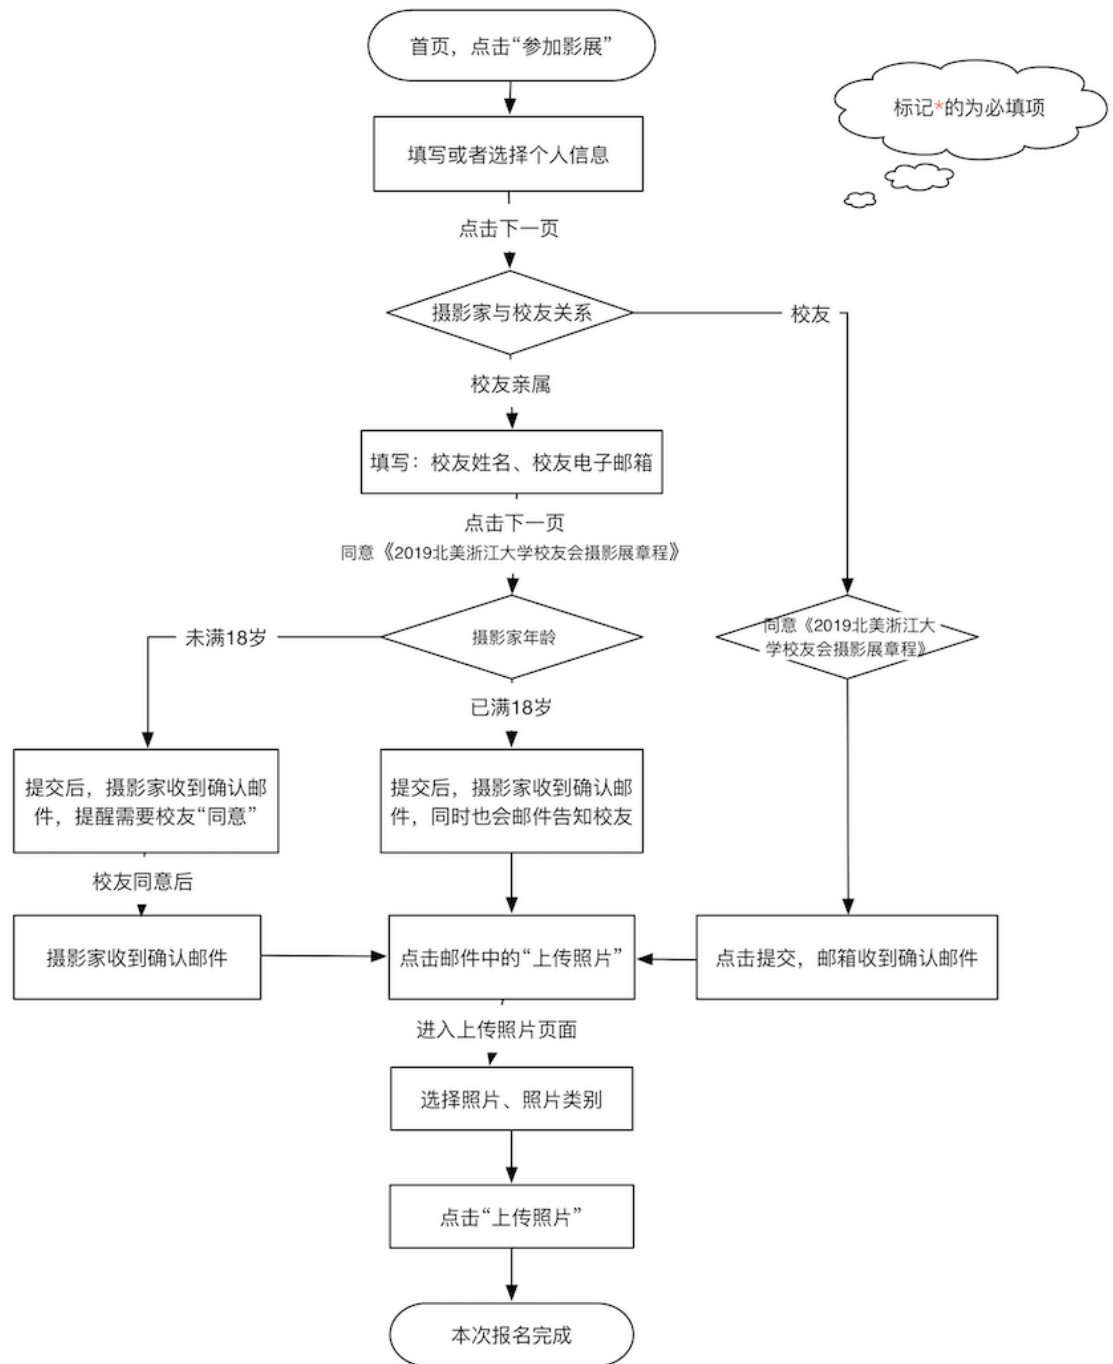 首页，点击“参加影展”
标记*的为必填项
填写或者选择个人信息
点击下一页
摄影家与校友关系
校友
校友亲属
填写：校友姓名、校友电子邮箱
点击下一页
同意《2019北美浙江大学校友会摄影展章程》
未满18岁
摄影家年龄
同意《2019北美浙江大
学校友会摄影展章程》
已满18岁
提交后，摄影家收到确认邮
件，提醒需要校友“同意”
提交后，摄影家收到确认邮
件，同时也会邮件告知校友
校友同意后
摄影家收到确认邮件
点击邮件中的“上传照片”
点击提交，邮箱收到确认邮件
进入上传照片页面
选择照片、照片类别
点击“上传照片”
本次报名完成